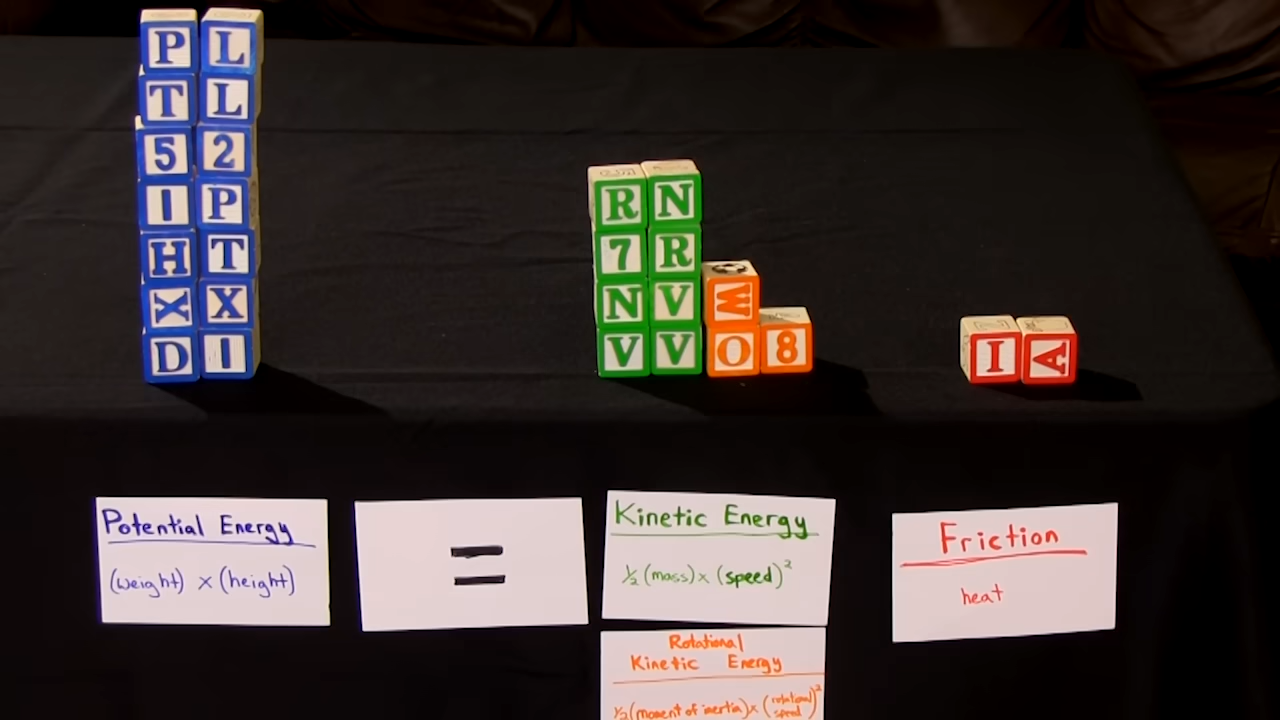 P L
T L
5 2
I P
H T
X X
D I
R N
7 R
N V
V V
W
O 8
I A
Potential Energy
(weight) x (height)
=
Kinetic Energy
½ (mass) x (speed)²
Rotational
Kinetic Energy
½ (moment of inertia) x (rotational speed)²
Friction
heat